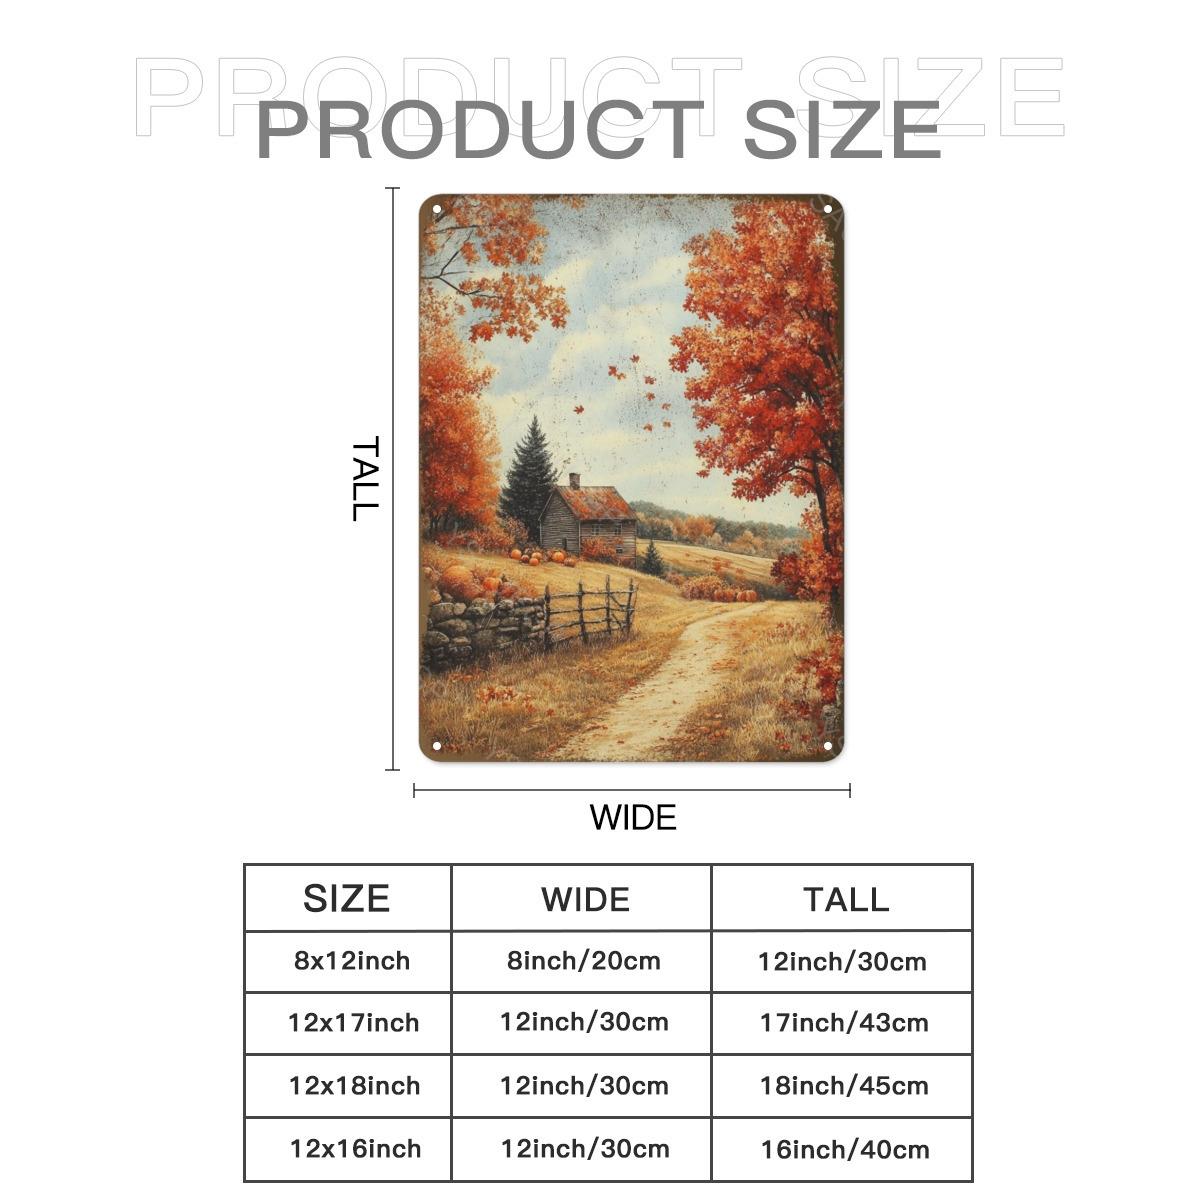 PRODUCT SIZE
PRODUCT SIZE
TALL
WIDE
SIZE WIDE TALL
8x12inch 8inch/20cm 12inch/30cm
12x17inch 12inch/30cm 17inch/43cm
12x18inch 12inch/30cm 18inch/45cm
12x16inch 12inch/30cm 16inch/40cm